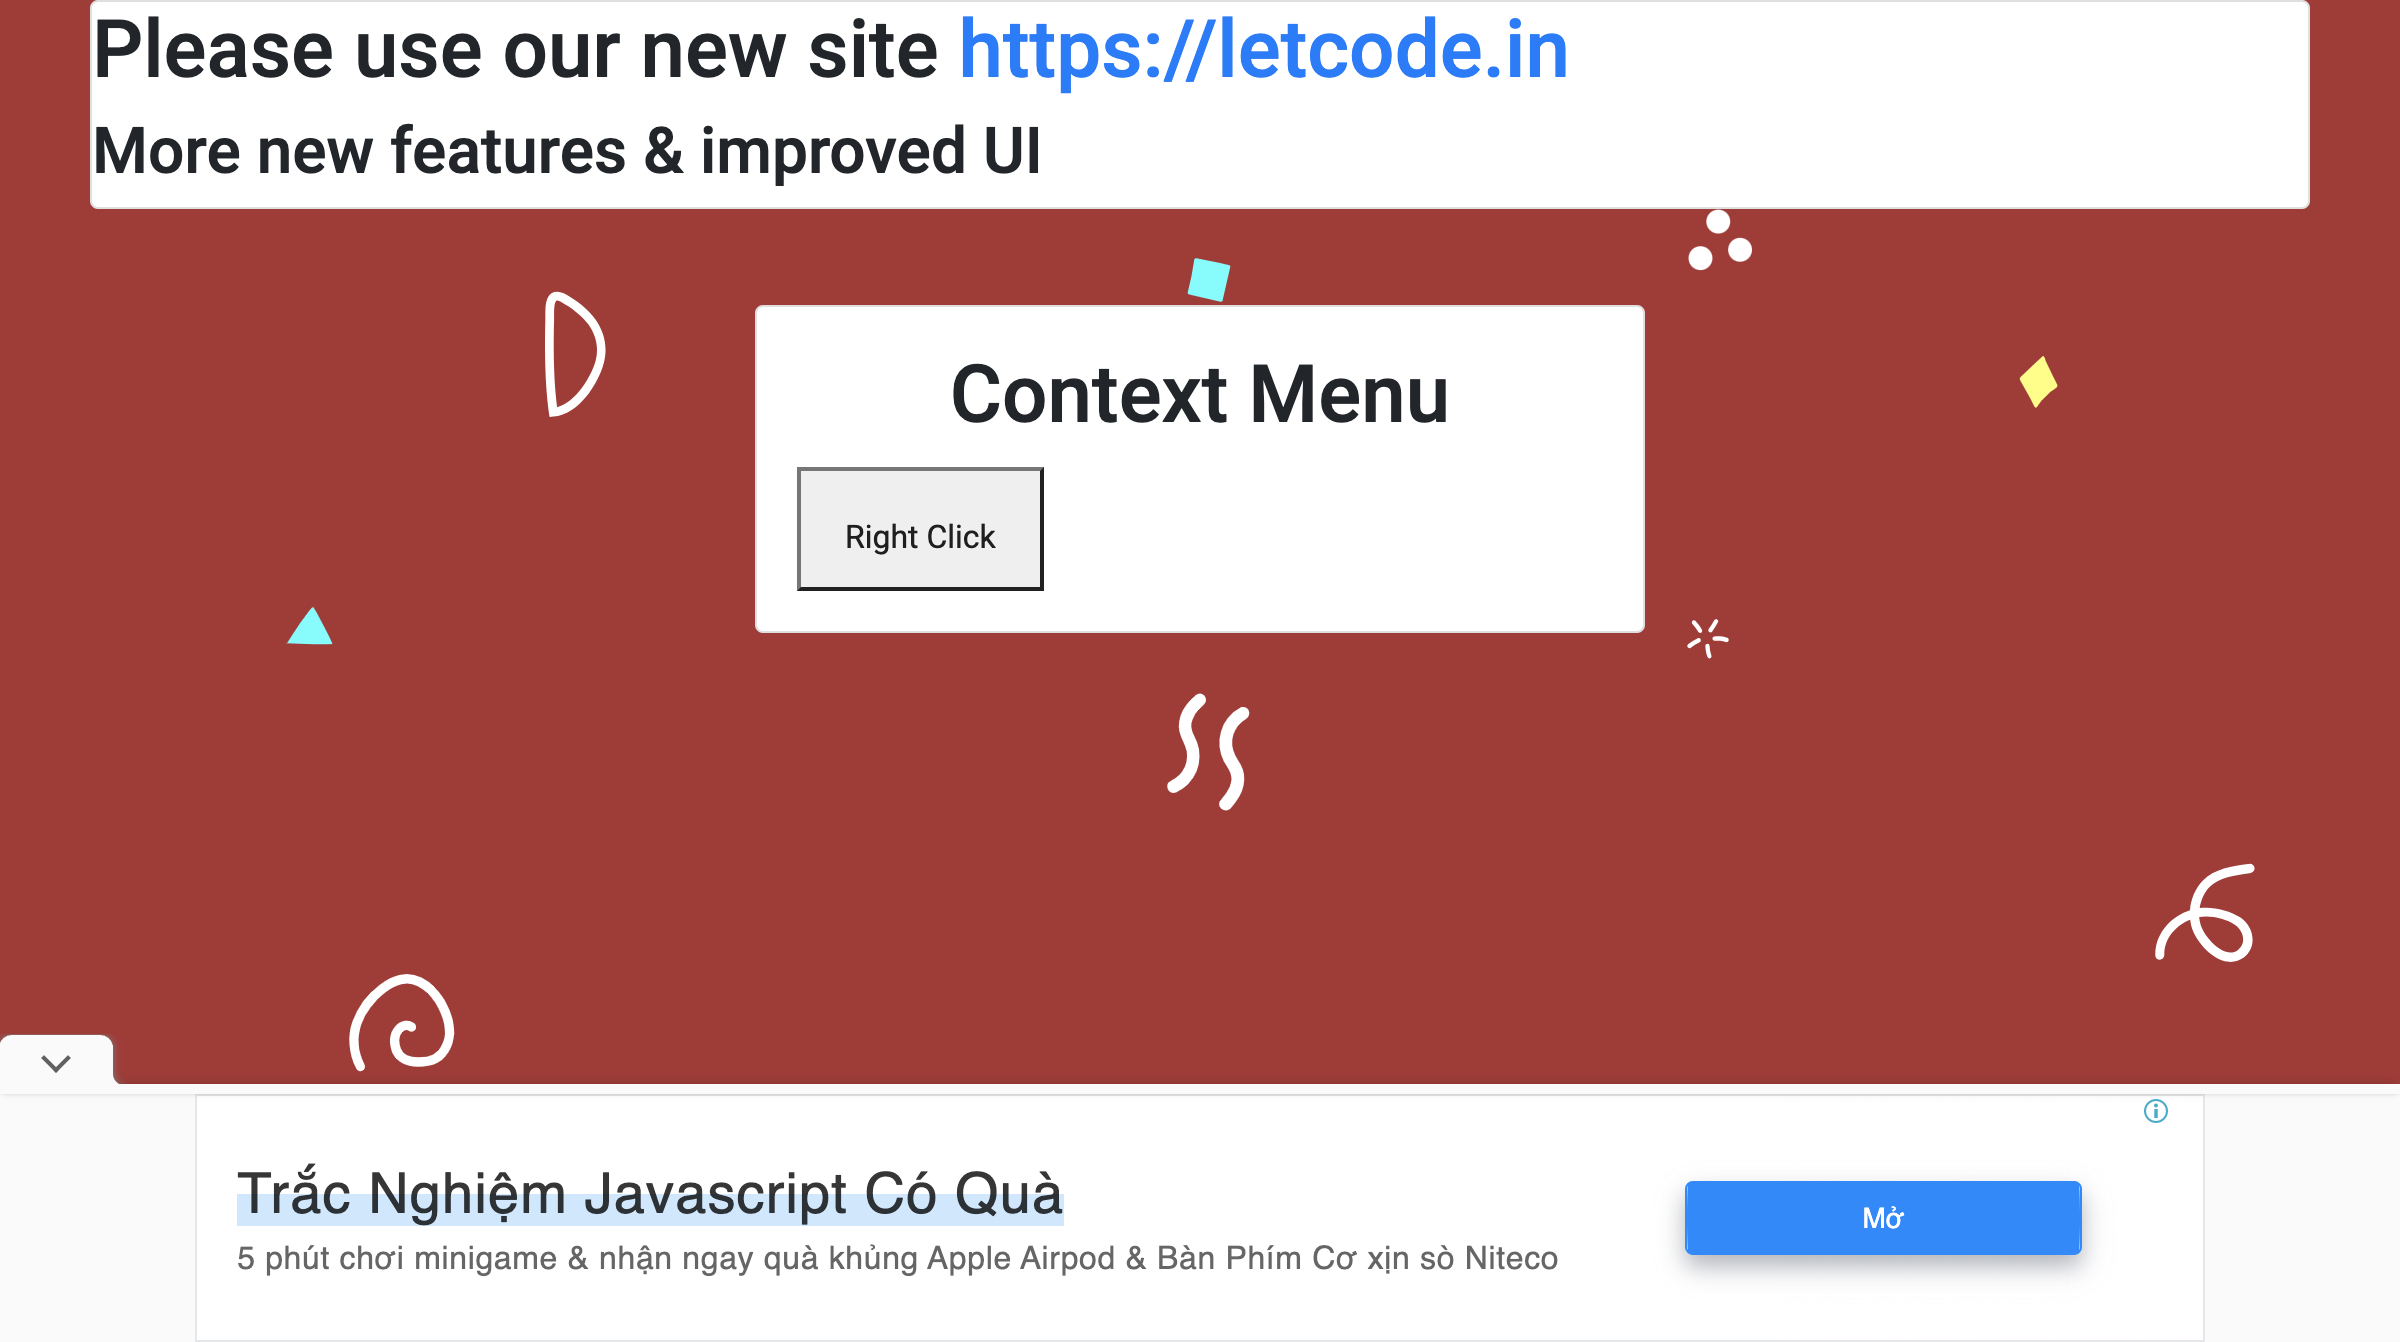 Please use our new site https://letcode.in
More new features & improved UI
Context Menu
Right Click
Trắc Nghiệm Javascript Có Quà
5 phút chơi minigame & nhận ngay quà khủng Apple Airpod & Bàn Phím Cơ xịn sò Niteco
Mở